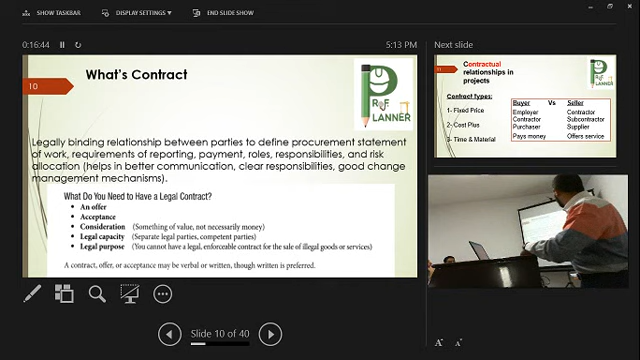 SHOW TASKBAR
DISPLAY SETTINGS ▾
END SLIDE SHOW
0:16:44
5:13 PM
10
What's Contract
PR F
PLANNER
Legally binding relationship between parties to define procurement statement
of work, requirements of reporting, payment, roles, responsibilities, and risk
allocation (helps in better communication, clear responsibilities, good change
management mechanisms).
What Do You Need to Have a Legal Contract?
• An offer
• Acceptance
• Consideration (Something of value, not necessarily money)
• Legal capacity (Separate legal parties, competent parties)
• Legal purpose (You cannot have a legal, enforceable contract for the sale of illegal goods or services)
A contract, offer, or acceptance may be verbal or written, though written is preferred.
Slide 10 of 40
Next slide
Contractual
relationships in
projects
PR F
PLANNER
Contract Types:
1- Fixed Price
2- Cost Plus
3- Time & Material
Buyer Vs Seller
Employer Contractor
Contractor Subcontractor
Purchaser Supplier
Pays money Offers service
A A